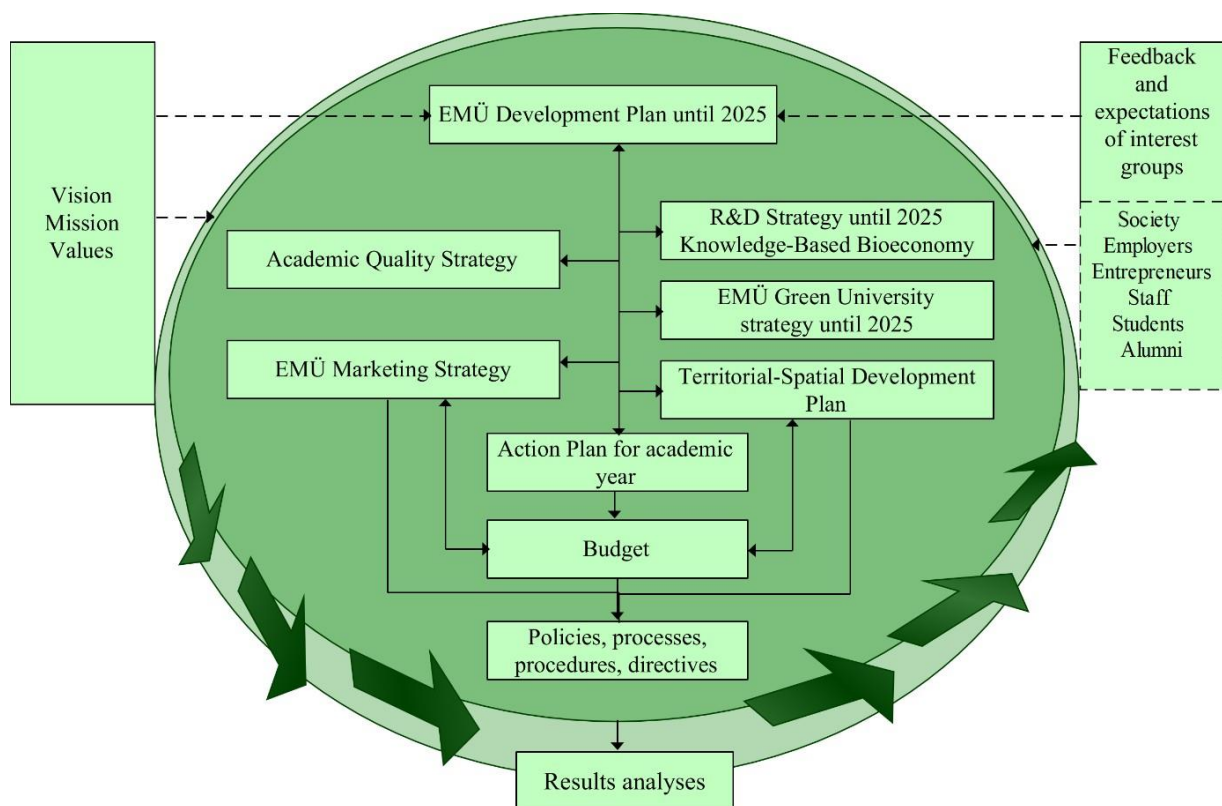 Vision
Mission
Values
EMÜ Development Plan until 2025
Feedback
and
expectations
of interest
groups
Society
Employers
Entrepreneurs
Staff
Students
Alumni
R&D Strategy until 2025
Knowledge-Based Bioeconomy
Academic Quality Strategy
EMÜ Green University
strategy until 2025
EMÜ Marketing Strategy
Territorial-Spatial Development
Plan
Action Plan for academic
year
Budget
Policies, processes,
procedures, directives
Results analyses